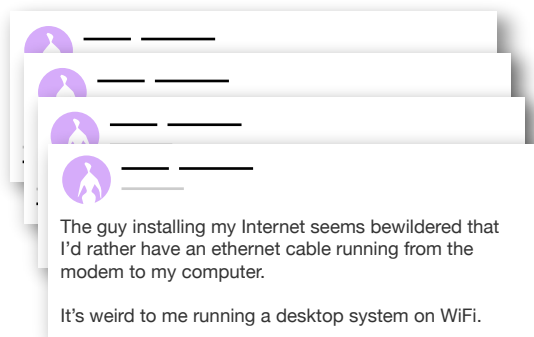 The guy installing my Internet seems bewildered that
I'd rather have an ethernet cable running from the
modem to my computer.
It's weird to me running a desktop system on WiFi.